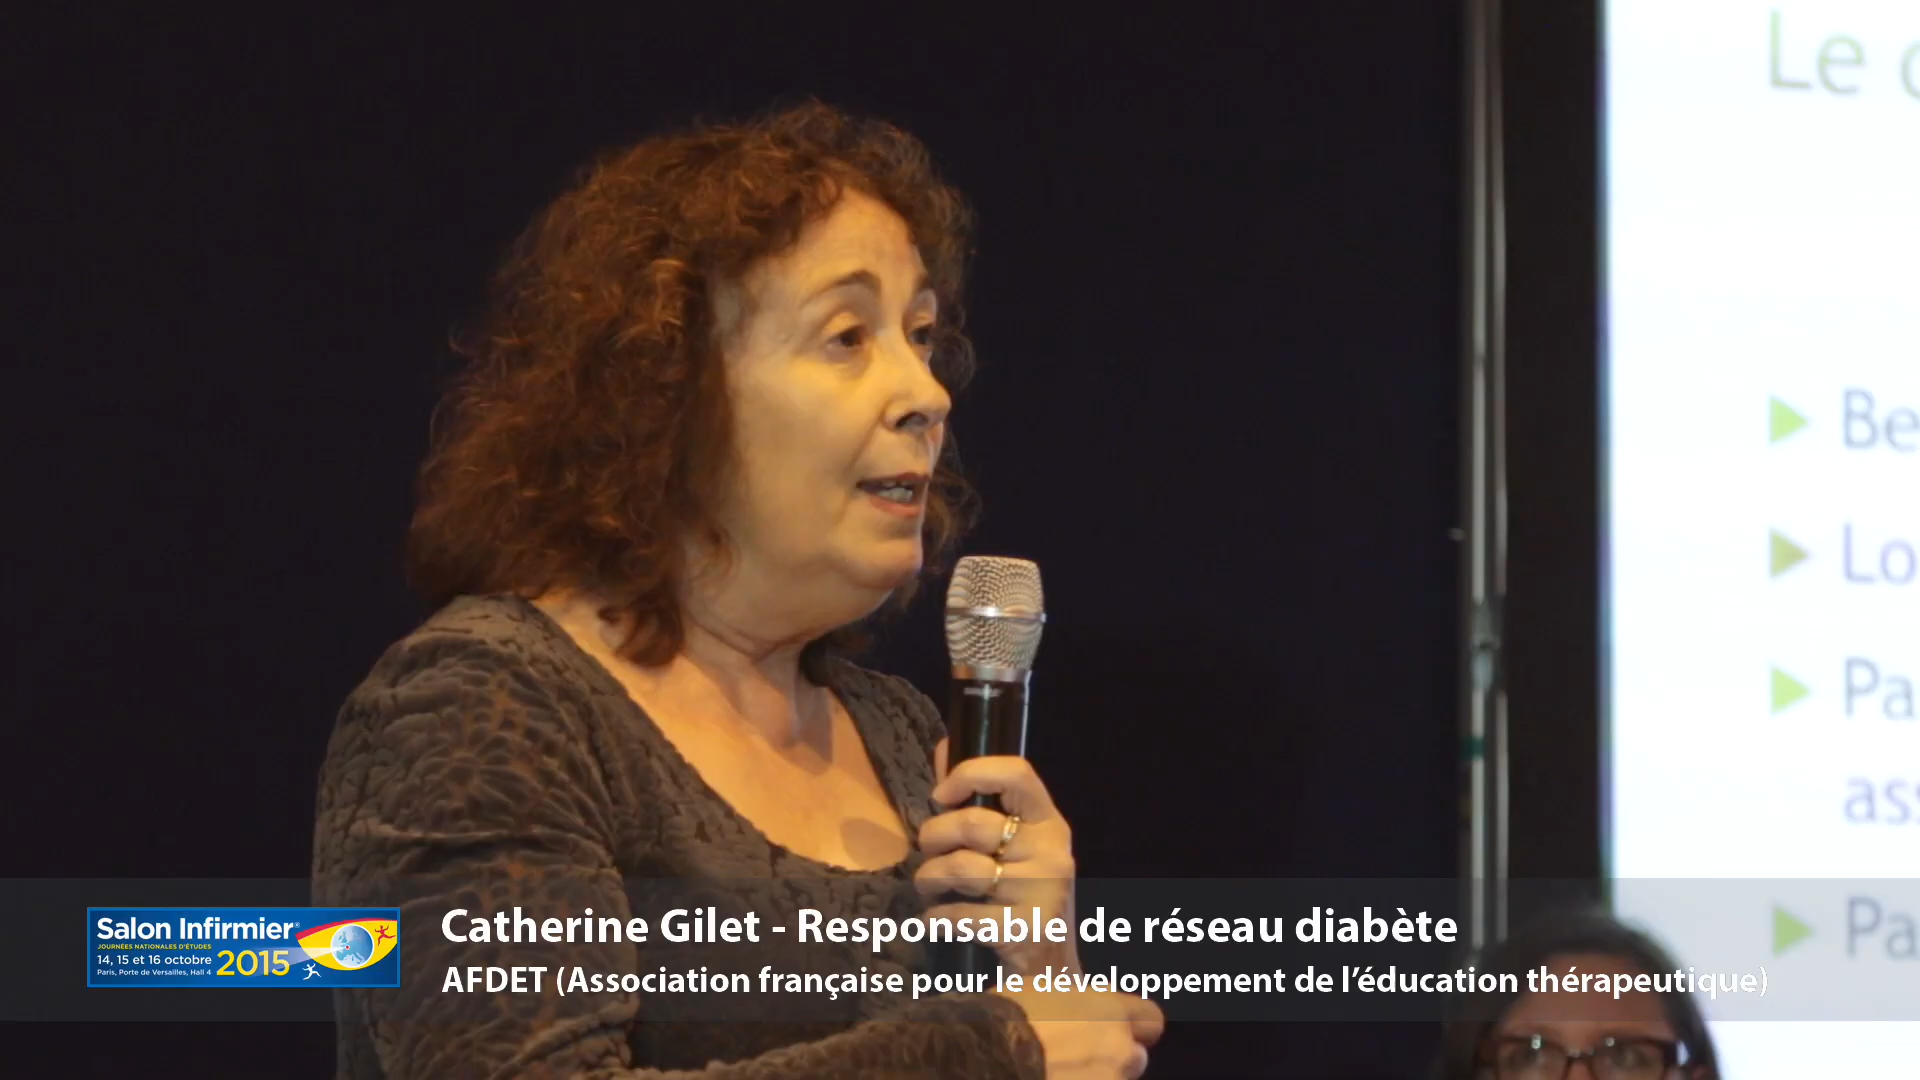 Le
Be
Lo
Pa
ass
Pa
Salon Infirmier®
JOURNÉES NATIONALES D'ÉTUDES
14, 15 et 16 octobre
2015
Paris, Porte de Versailles, Hall 4
Catherine Gilet - Responsable de réseau diabète
AFDET (Association française pour le développement de l’éducation thérapeutique)